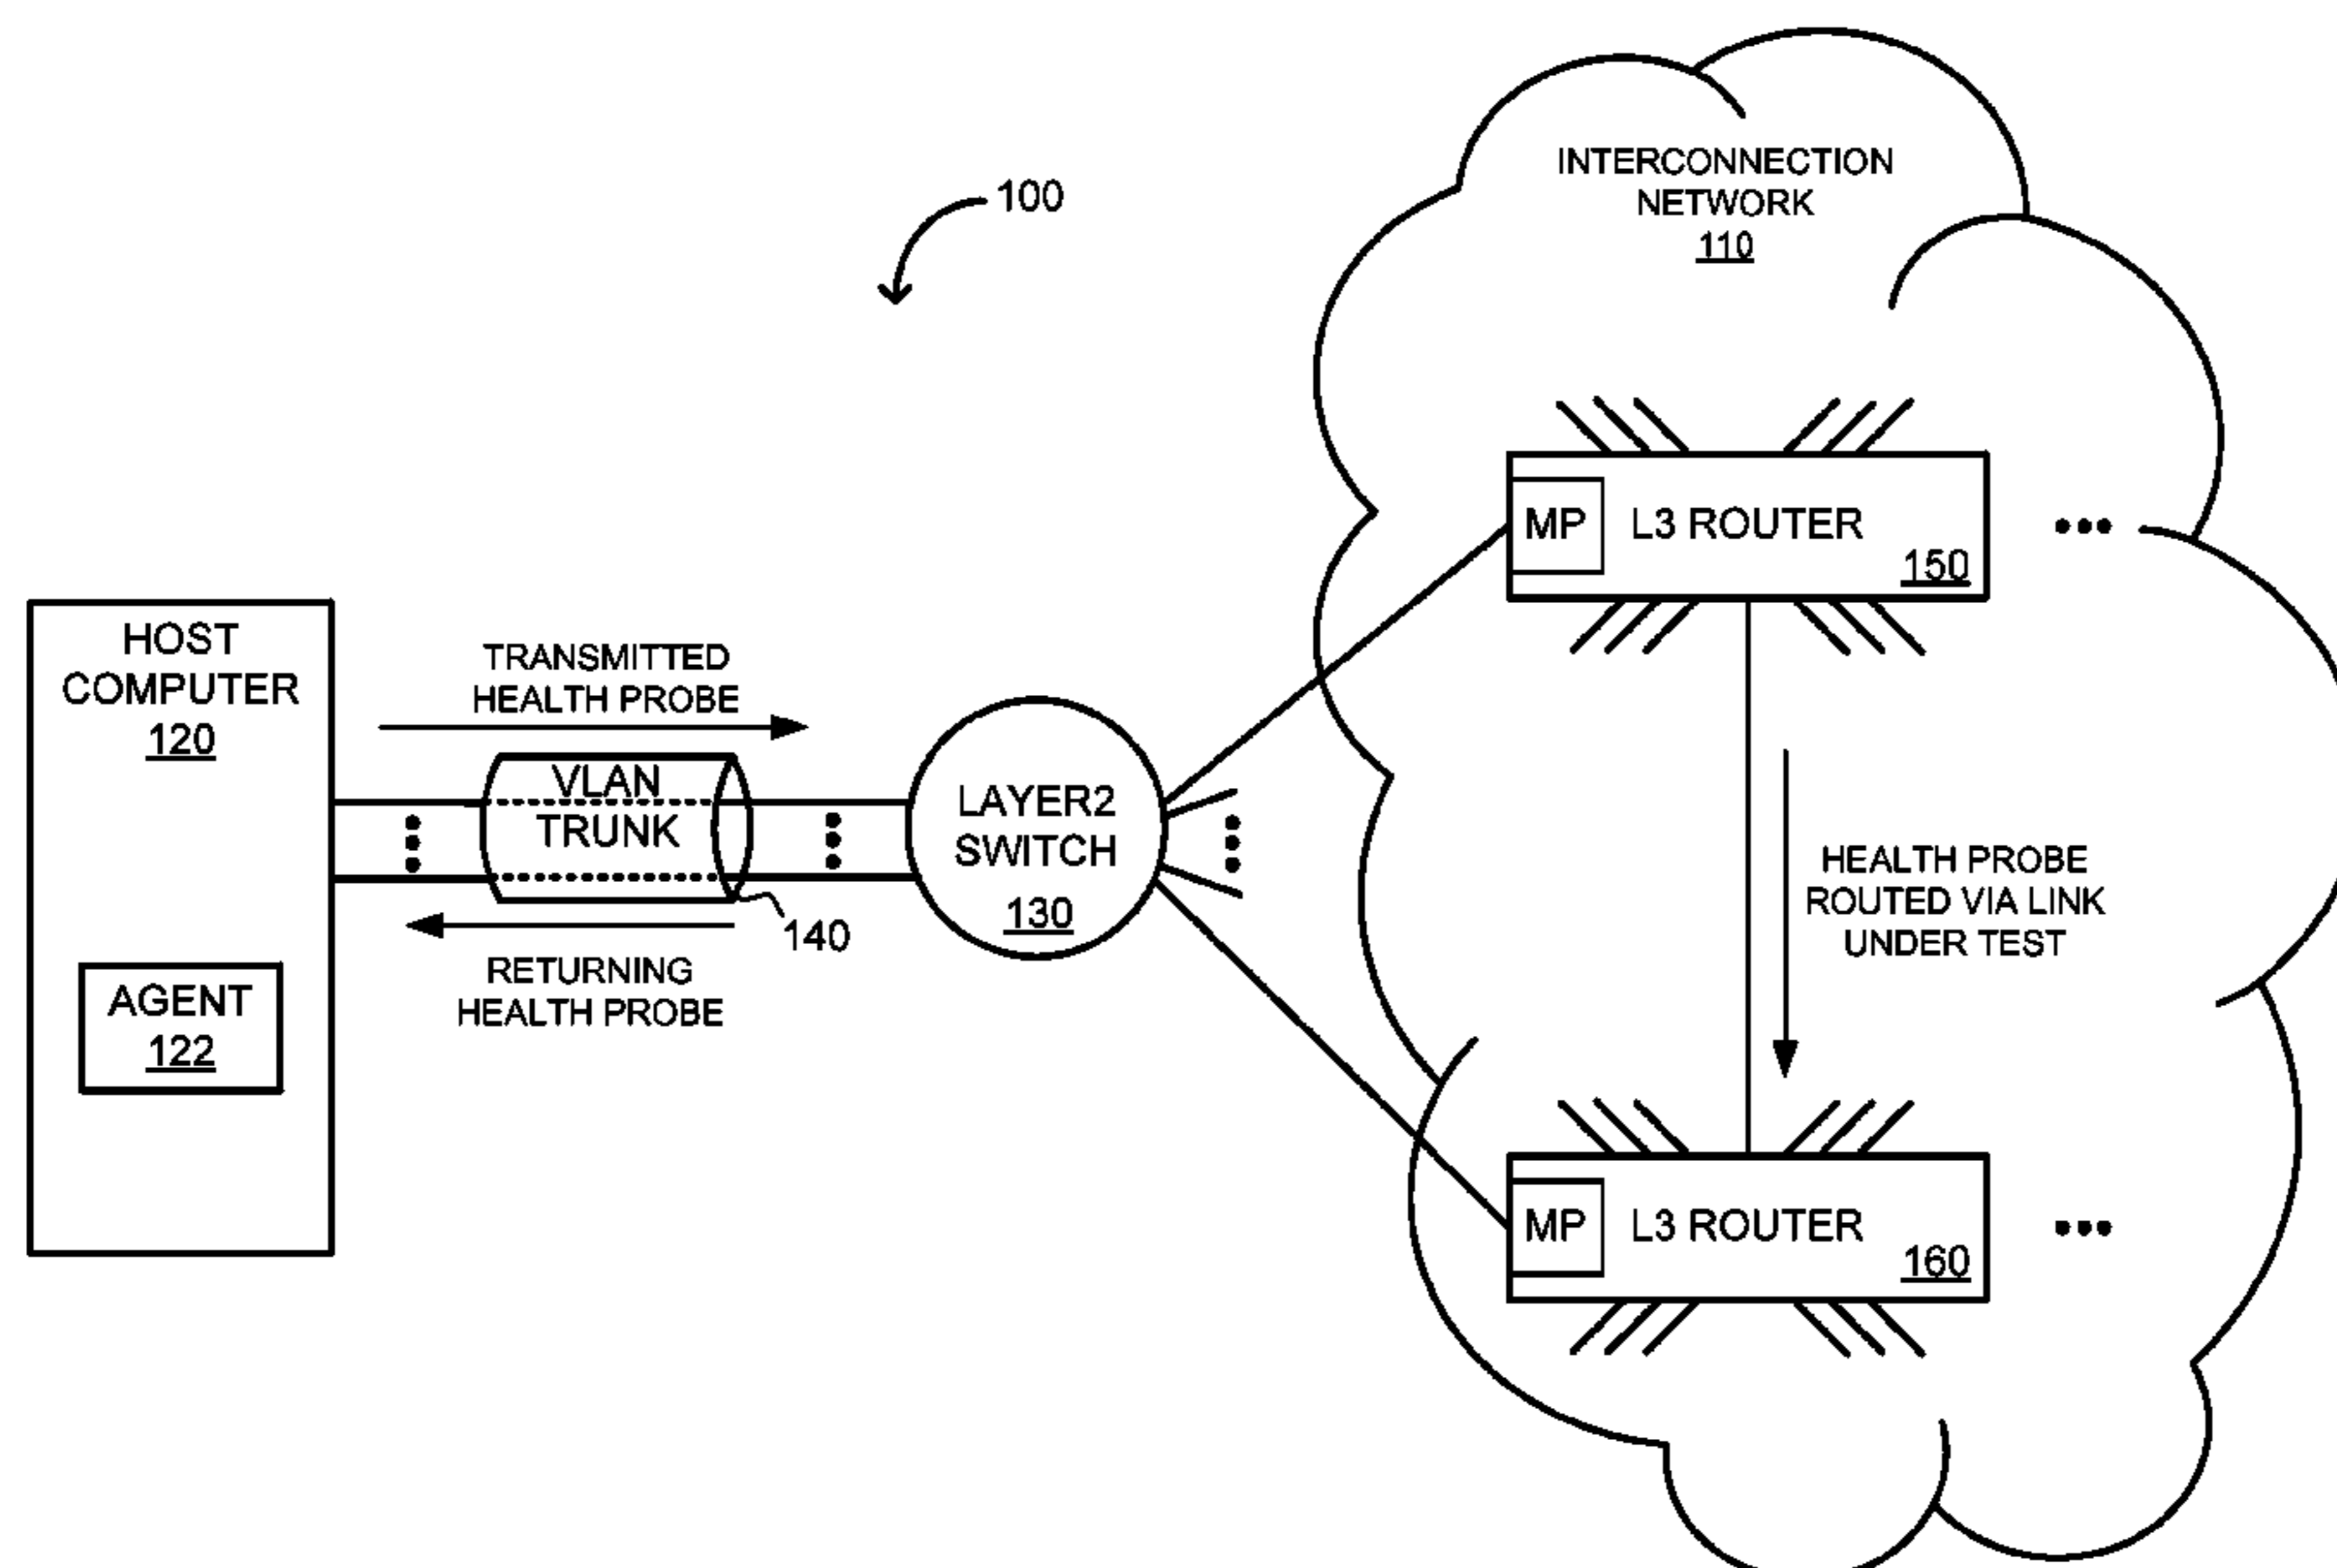 100
INTERCONNECTION
NETWORK
110
MP
L3 ROUTER
150
HOST
COMPUTER
120
AGENT
122
TRANSMITTED
HEALTH PROBE
VLAN
TRUNK
140
RETURNING
HEALTH PROBE
LAYER2
SWITCH
130
HEALTH PROBE
ROUTED VIA LINK
UNDER TEST
MP
L3 ROUTER
160